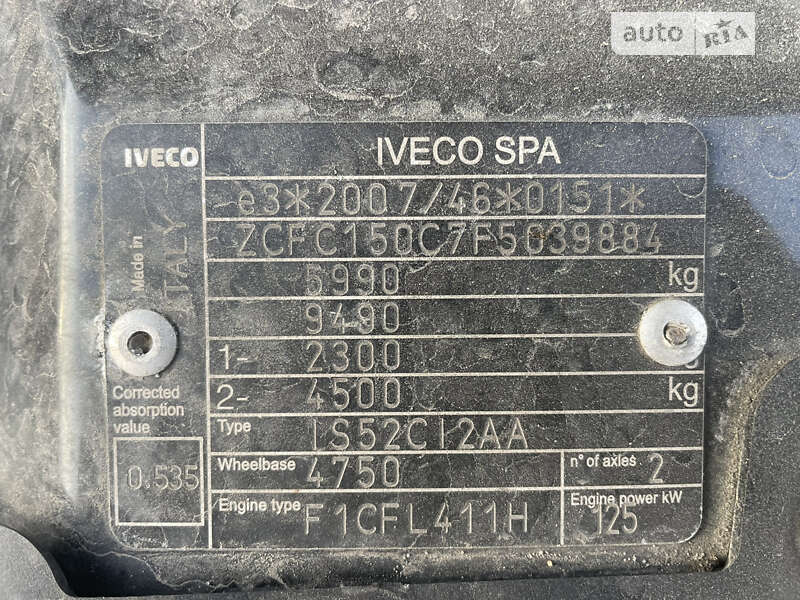 auto RIA
IVECO
IVECO SPA
e3*2007/46*0151*
ZCFC150C7F5039884
Made in
ITALY
5990 kg
9490
1- 2300
2- 4500 kg
Corrected
absorption
value
0.535
Type IS52CI2AA
Wheelbase 4750
n° of axles 2
Engine type F1CFL411H
Engine power kW
125